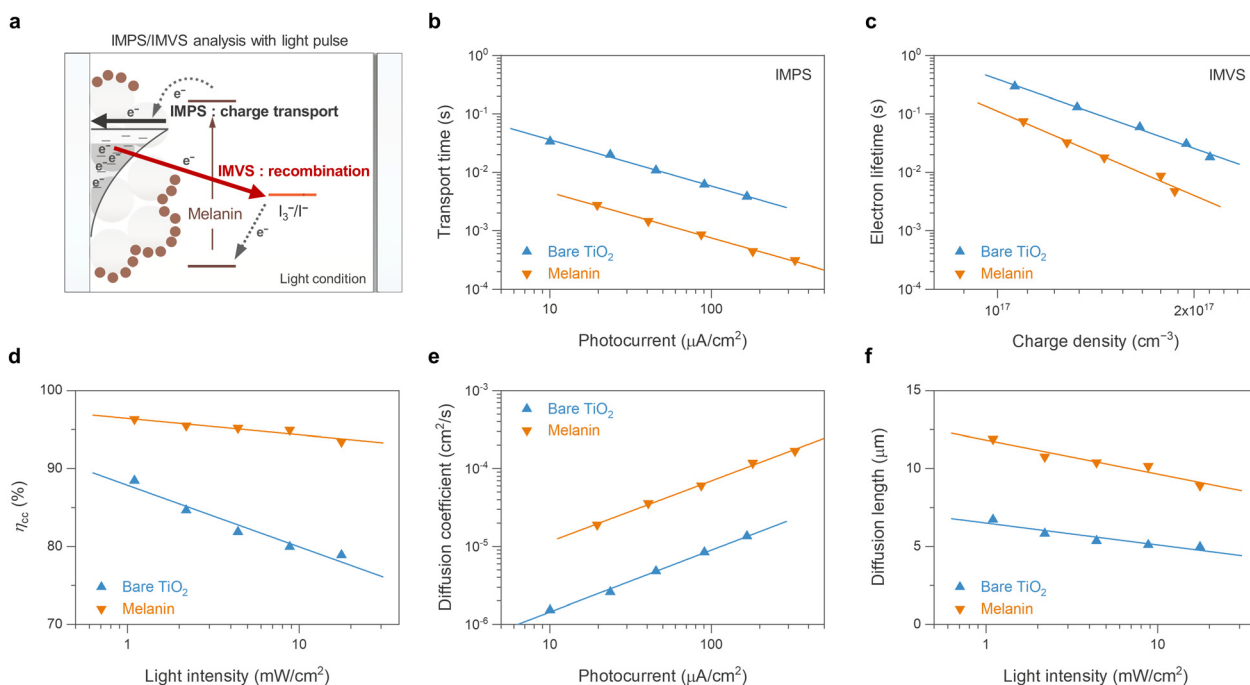 a
IMPS/IMVS analysis with light pulse
e⁻
e⁻
IMPS : charge transport
e⁻
e⁻
e⁻ e⁻
e⁻
IMVS : recombination
Melanin
I₃⁻/I⁻
e⁻
Light condition
b
10⁰
10⁻¹
10⁻²
10⁻³
10⁻⁴
Transport time (s)
IMPS
Bare TiO₂
Melanin
10
100
Photocurrent (μA/cm²)
c
10⁰
10⁻¹
10⁻²
10⁻³
10⁻⁴
Electron lifetime (s)
IMVS
Bare TiO₂
Melanin
10¹⁷
2x10¹⁷
Charge density (cm⁻³)
d
100
90
80
70
η_cc (%)
Bare TiO₂
Melanin
1
10
Light intensity (mW/cm²)
e
10⁻³
10⁻⁴
10⁻⁵
10⁻⁶
Diffusion coefficient (cm²/s)
Bare TiO₂
Melanin
10
100
Photocurrent (μA/cm²)
f
15
10
5
0
Diffusion length (μm)
Bare TiO₂
Melanin
1
10
Light intensity (mW/cm²)